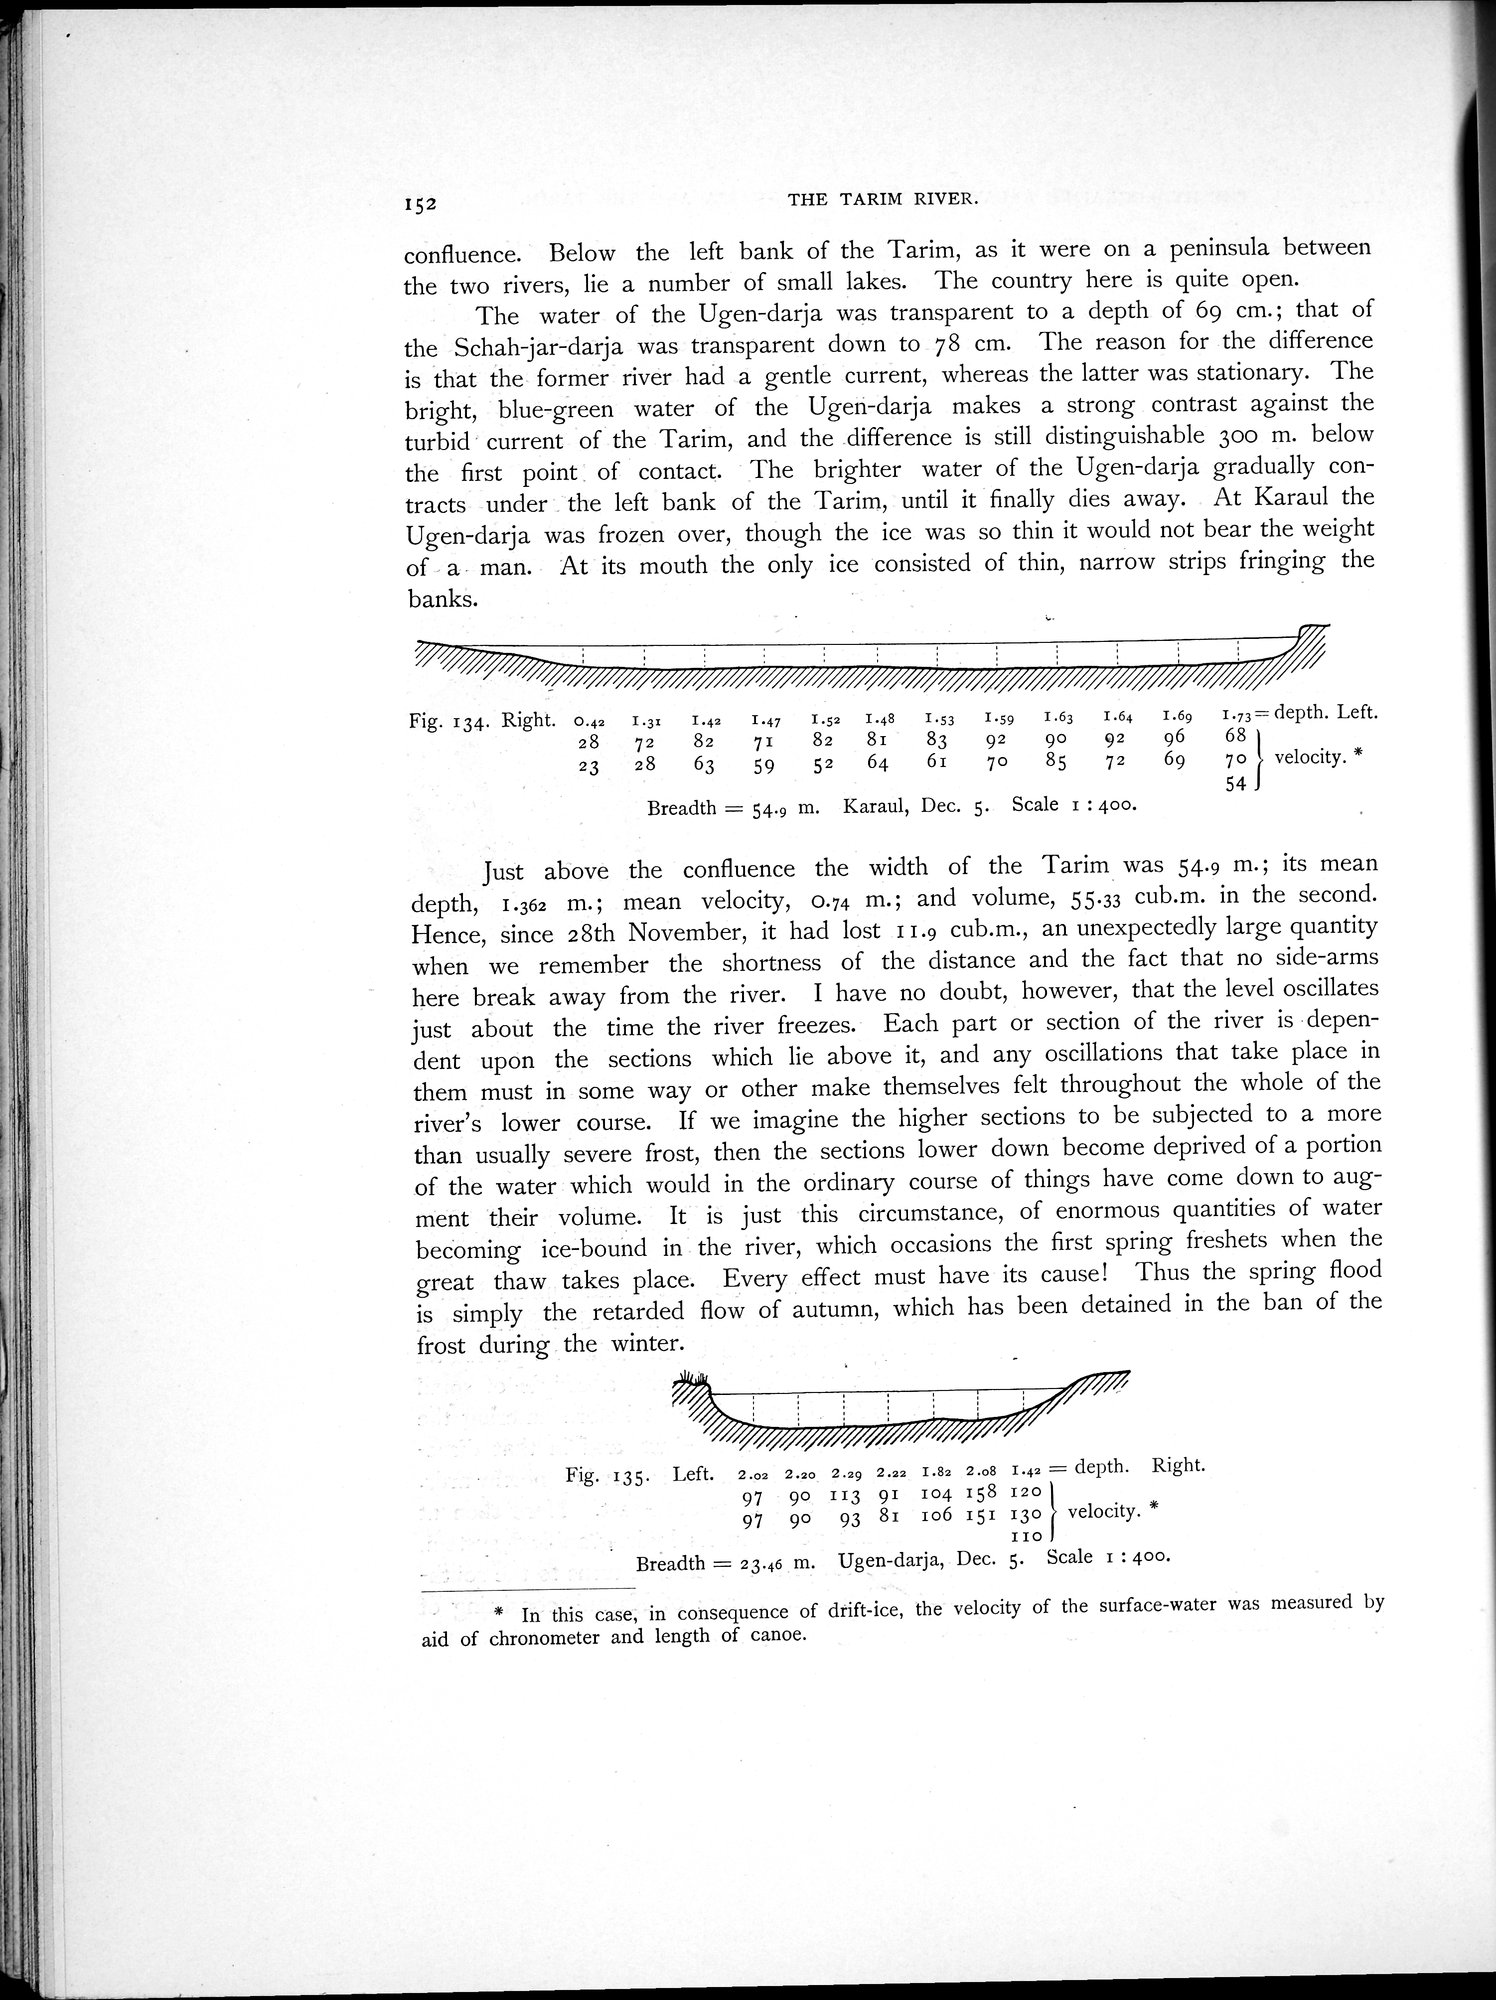 152 THE TARIM RIVER.
confluence. Below the left bank of the Tarim, as it were on a peninsula between
the two rivers, lie a number of small lakes. The country here is quite open.
The water of the Ugen-darja was transparent to a depth of 69 cm.; that of
the Schah-jar-darja was transparent down to 78 cm. The reason for the difference
is that the former river had a gentle current, whereas the latter was stationary. The
bright, blue-green water of the Ugen-darja makes a strong contrast against the
turbid current of the Tarim, and the difference is still distinguishable 300 m. below
the first point of contact. The brighter water of the Ugen-darja gradually con-
tracts under the left bank of the Tarim, until it finally dies away. At Karaul the
Ugen-darja was frozen over, though the ice was so thin it would not bear the weight
of a man. At its mouth the only ice consisted of thin, narrow strips fringing the
banks.
Fig. 134. Right. 0.42 1.31 1.42 1.47 1.52 1.48 1.53 1.59 1.63 1.64 1.69 1.73 = depth. Left.
28 72 82 71 82 81 83 92 90 92 96 68
23 28 63 59 52 64 61 70 85 72 69 70 velocity. *
54
Breadth = 54.9 m. Karaul, Dec. 5. Scale 1 : 400.
Just above the confluence the width of the Tarim was 54.9 m.; its mean
depth, 1.362 m.; mean velocity, 0.74 m.; and volume, 55.33 cub.m. in the second.
Hence, since 28th November, it had lost 11.9 cub.m., an unexpectedly large quantity
when we remember the shortness of the distance and the fact that no side-arms
here break away from the river. I have no doubt, however, that the level oscillates
just about the time the river freezes. Each part or section of the river is depen-
dent upon the sections which lie above it, and any oscillations that take place in
them must in some way or other make themselves felt throughout the whole of the
river's lower course. If we imagine the higher sections to be subjected to a more
than usually severe frost, then the sections lower down become deprived of a portion
of the water which would in the ordinary course of things have come down to aug-
ment their volume. It is just this circumstance, of enormous quantities of water
becoming ice-bound in the river, which occasions the first spring freshets when the
great thaw takes place. Every effect must have its cause! Thus the spring flood
is simply the retarded flow of autumn, which has been detained in the ban of the
frost during the winter.
Fig. 135. Left. 2.02 2.20 2.29 2.22 1.82 2.08 1.42 = depth. Right.
97 90 113 91 104 158 120
97 90 93 81 106 151 130 velocity. *
110
Breadth = 23.46 m. Ugen-darja, Dec. 5. Scale 1 : 400.
* In this case, in consequence of drift-ice, the velocity of the surface-water was measured by
aid of chronometer and length of canoe.